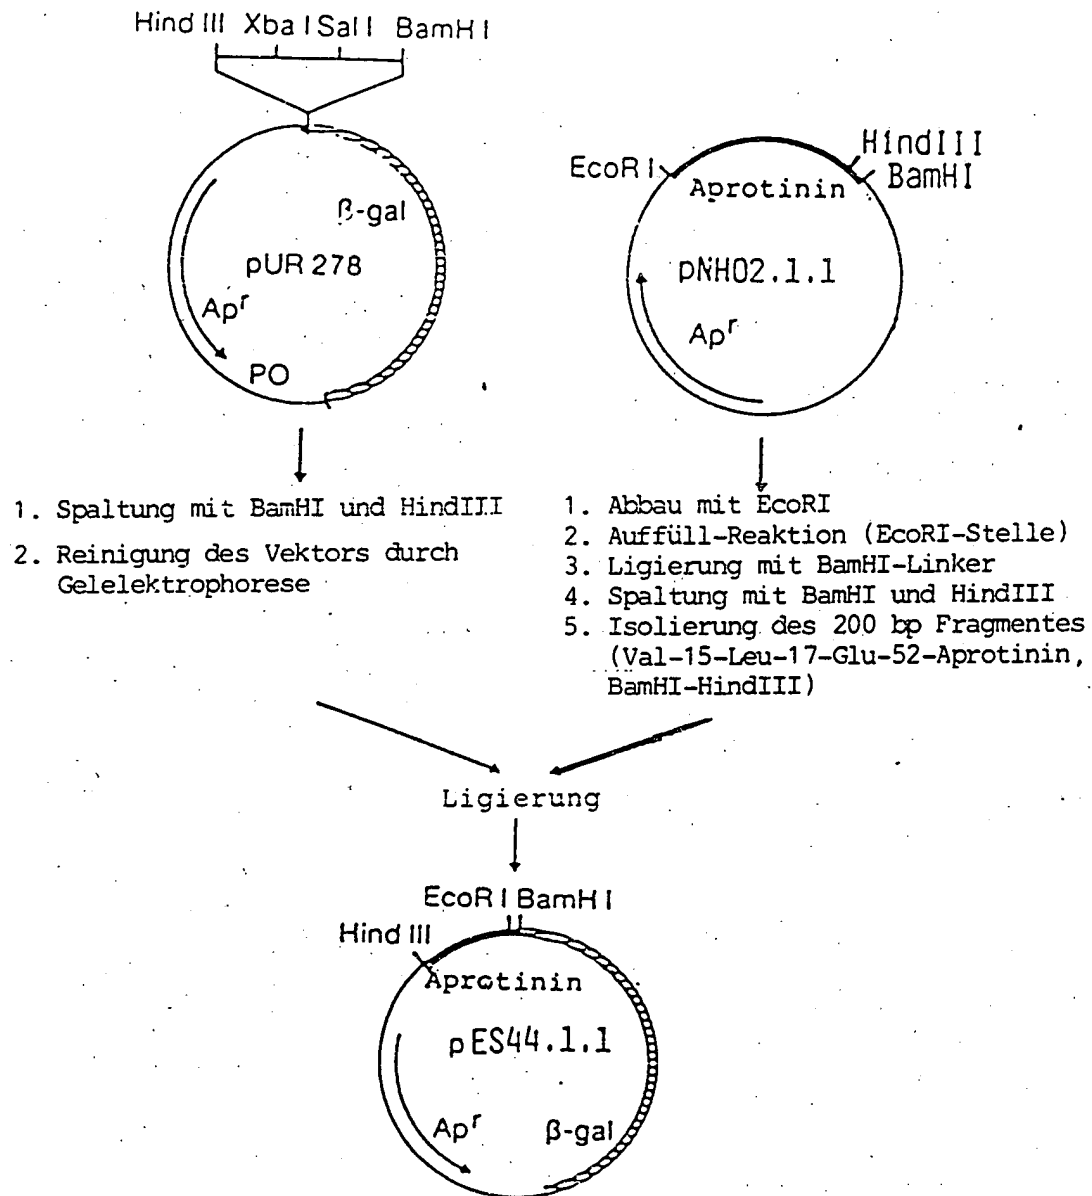 Hind III Xba I Sal I BamH I
β-gal
pUR 278
Apʳ
PO
EcoR I
HindIII
BamHI
Aprotinin
pNH02.1.1
Apʳ
1. Spaltung mit BamHI und HindIII
2. Reinigung des Vektors durch
Gelelektrophorese
1. Abbau mit EcoRI
2. Auffüll-Reaktion (EcoRI-Stelle)
3. Ligierung mit BamHI-Linker
4. Spaltung mit BamHI und HindIII
5. Isolierung des 200 bp Fragmentes
(Val-15-Leu-17-Glu-52-Aprotinin,
BamHI-HindIII)
Ligierung
EcoR I BamH I
Hind III
Aprotinin
pES44.1.1
Apʳ
β-gal